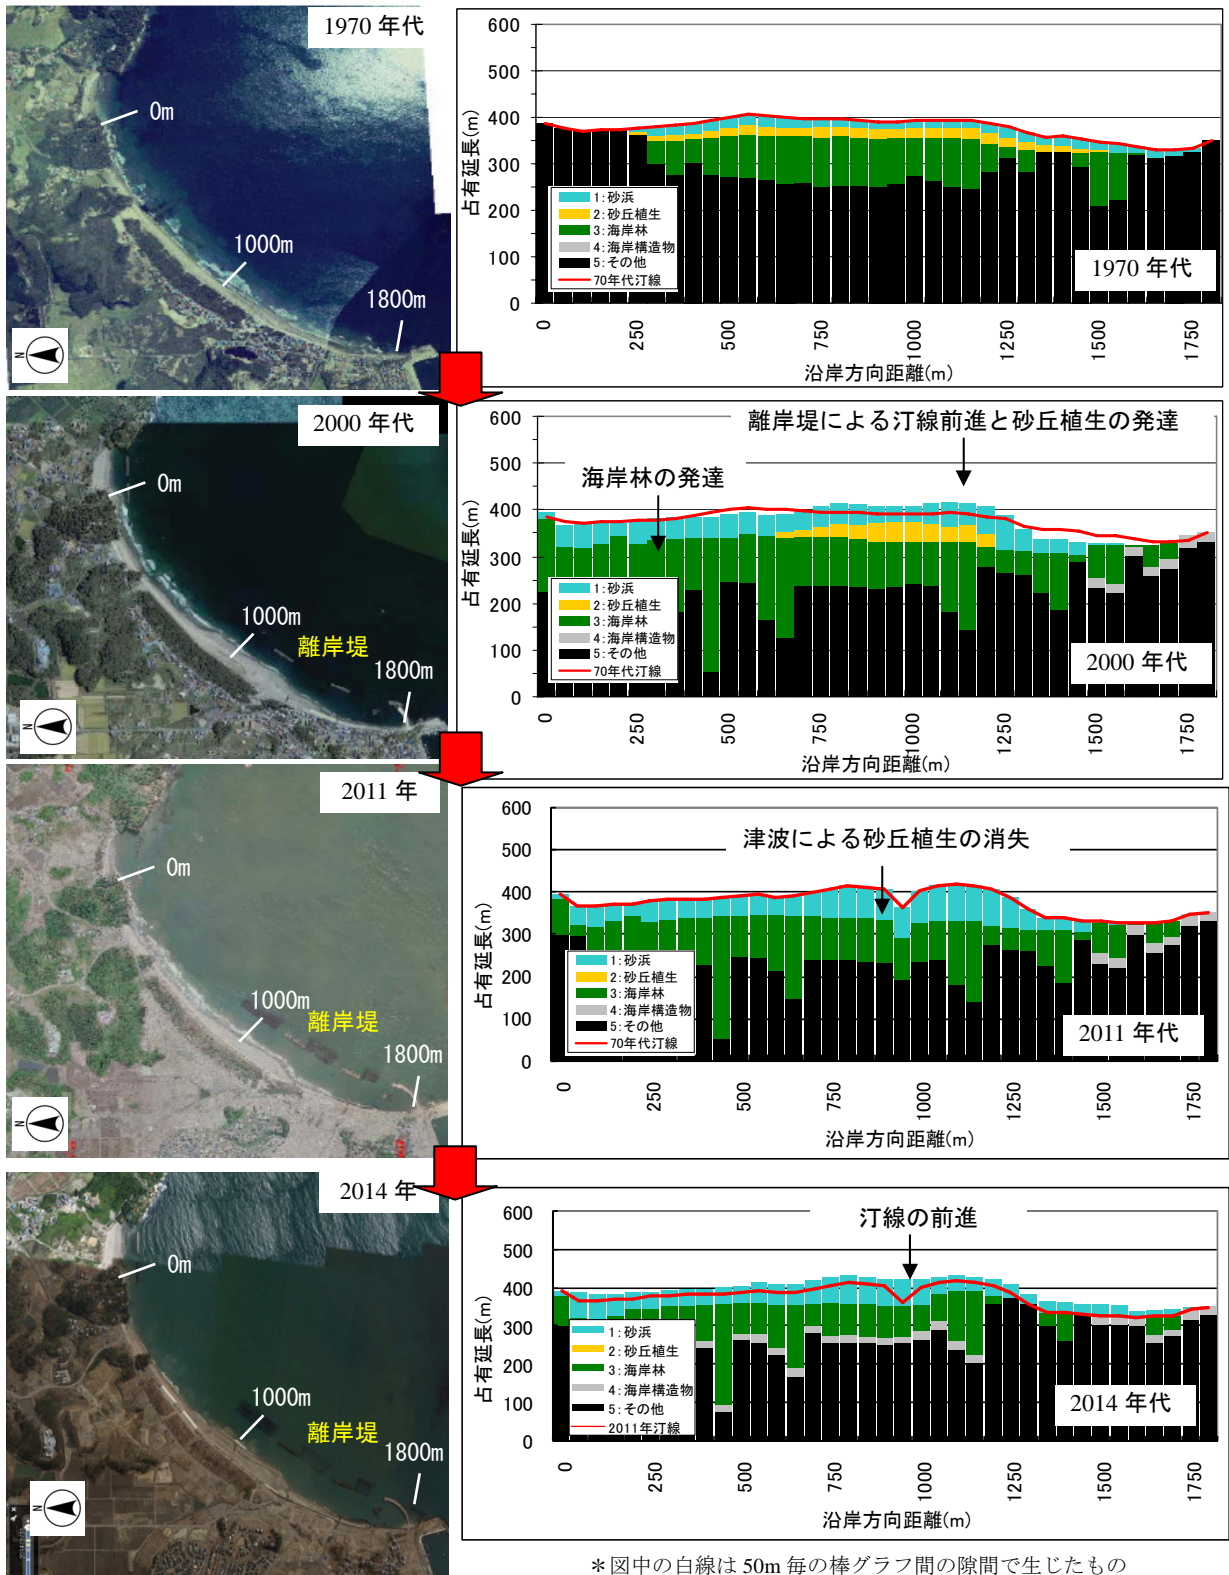 1970 年代
0m
1000m
1800m
N
600
500
400
300
200
100
0
占有延長(m)
1:砂浜
2:砂丘植生
3:海岸林
4:海岸構造物
5:その他
70年代汀線
1970 年代
0
250
500
750
1000
1250
1500
1750
沿岸方向距離(m)
2000 年代
0m
1000m
離岸堤
1800m
N
600
500
400
300
200
100
0
占有延長(m)
離岸堤による汀線前進と砂丘植生の発達
海岸林の発達
1:砂浜
2:砂丘植生
3:海岸林
4:海岸構造物
5:その他
70年代汀線
2000 年代
0
250
500
750
1000
1250
1500
1750
沿岸方向距離(m)
2011 年
0m
1000m
離岸堤
1800m
N
600
500
400
300
200
100
0
占有延長(m)
津波による砂丘植生の消失
1:砂浜
2:砂丘植生
3:海岸林
4:海岸構造物
5:その他
70年代汀線
2011 年代
0
250
500
750
1000
1250
1500
1750
沿岸方向距離(m)
2014 年
0m
1000m
離岸堤
1800m
N
600
500
400
300
200
100
0
占有延長(m)
汀線の前進
1:砂浜
2:砂丘植生
3:海岸林
4:海岸構造物
5:その他
2011年汀線
2014 年代
0
250
500
750
1000
1250
1500
1750
沿岸方向距離(m)
＊図中の白線は 50m 毎の棒グラフ間の隙間で生じたもの